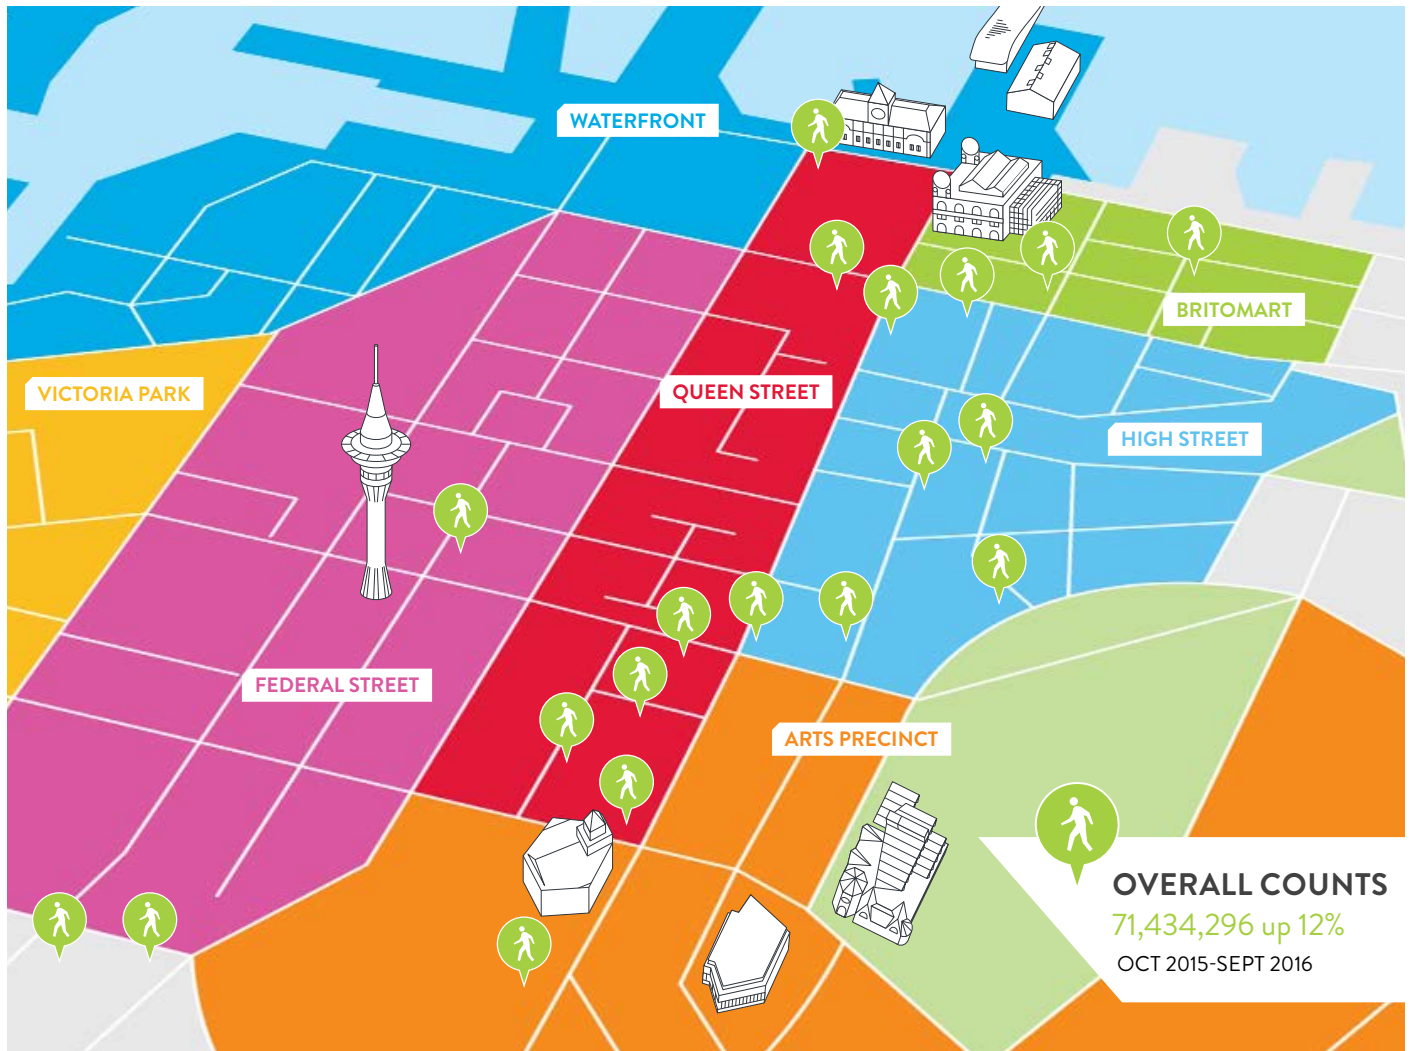 WATERFRONT
BRITOMART
VICTORIA PARK
QUEEN STREET
HIGH STREET
FEDERAL STREET
ARTS PRECINCT
OVERALL COUNTS
71,434,296 up 12%
OCT 2015-SEPT 2016